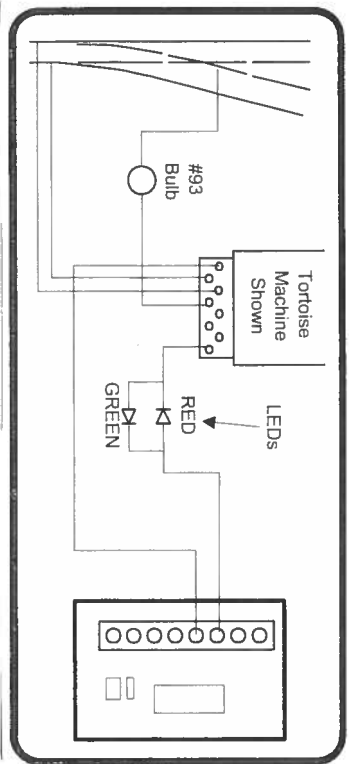 #93
Bulb
Tortoise
Machine
Shown
LEDs
RED
GREEN